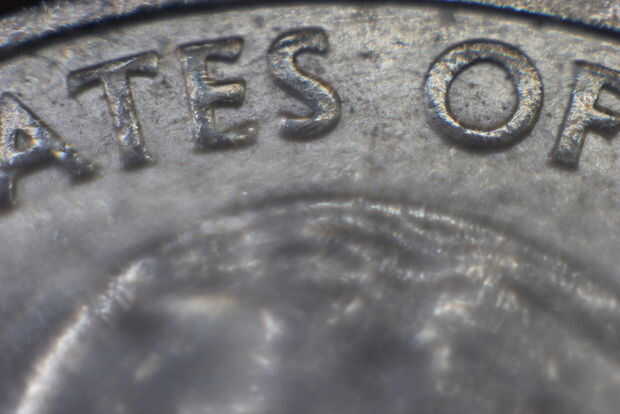 ATES OF